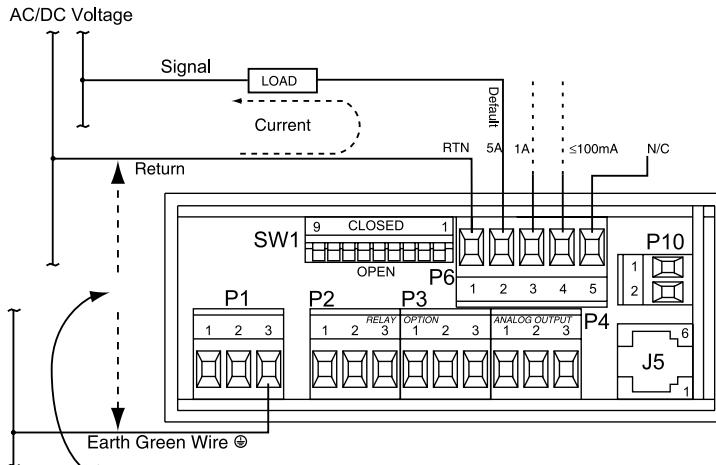 AC/DC Voltage
Signal
LOAD
Current
Default
RTN 5A 1A ≤100mA N/C
Return
SW1
9 CLOSED 1
OPEN
P6
1 2 3 4 5
P10
1
2
P1
1 2 3
P2
RELAY
1 2 3
P3
OPTION
1 2 3
ANALOG OUTPUT
1 2 3
P4
6
J5
1
Earth Green Wire ⏚